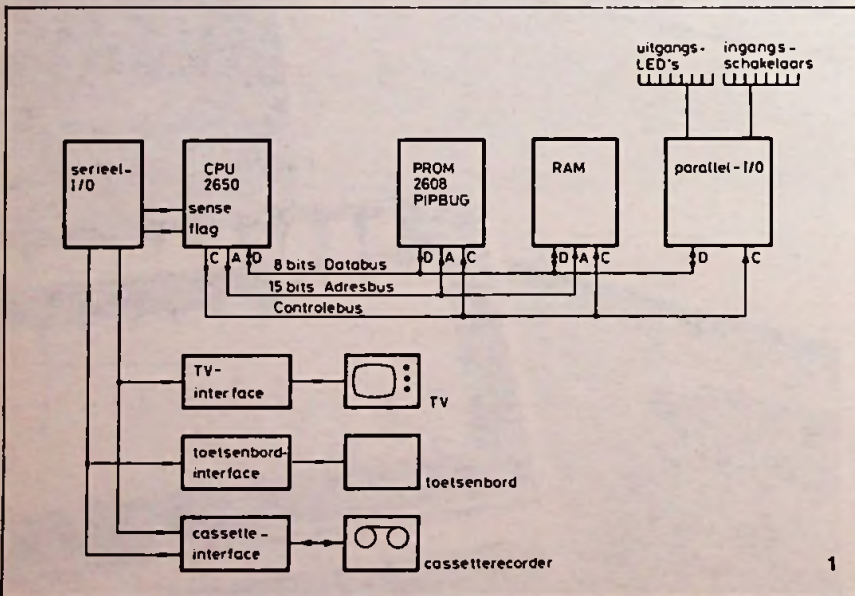 uitgangs-
LED's
ingangs-
schakelaars
serieel-
I/O
CPU
2650
sense
flag
C A D
PROM
2608
PIPBUG
D A C
RAM
D A C
parallel-I/O
D C
8 bits Databus
15 bits Adresbus
Controlebus
TV-
interface
TV
toetsenbord-
interface
toetsenbord
cassette-
interface
cassetterecorder
1